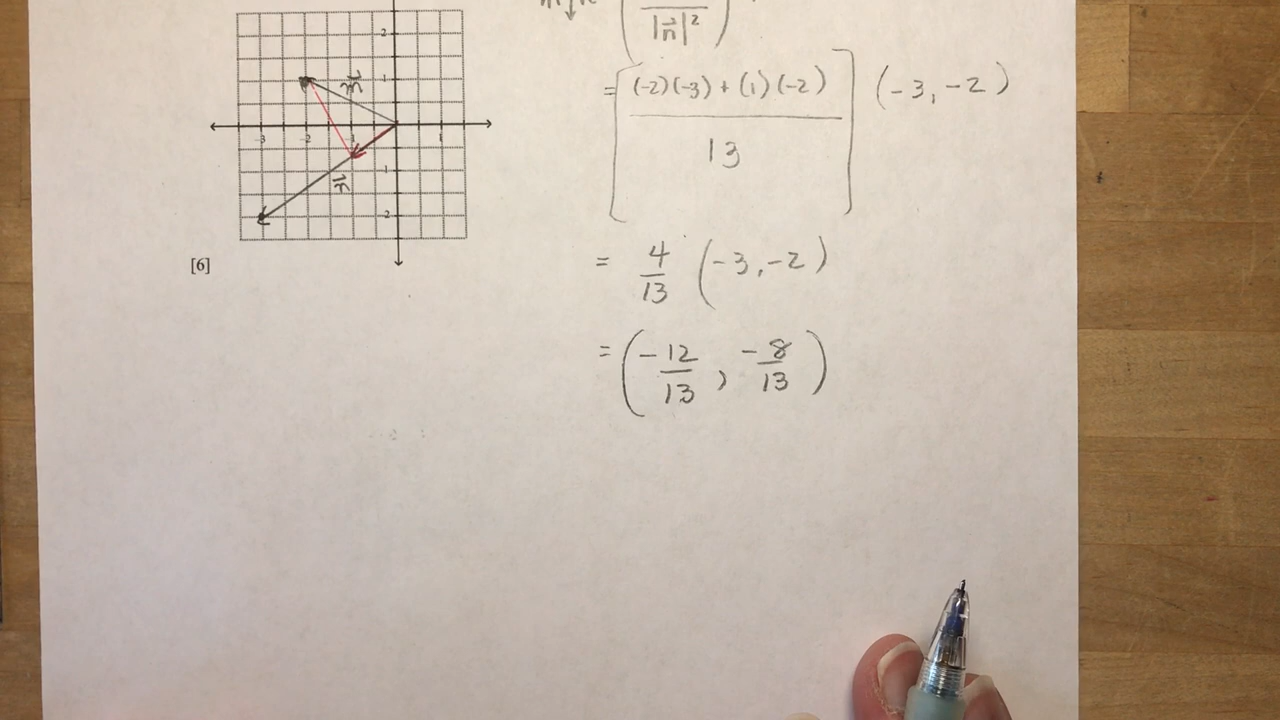 |n⃗|²
= [ (-2)(-3) + (1)(-2) / 13 ] (-3, -2)
= 4/13 (-3, -2)
= ( -12/13 , -8/13 )
2
1
m⃗
-3 -2 -1 1
-1
n⃗
2
[6]